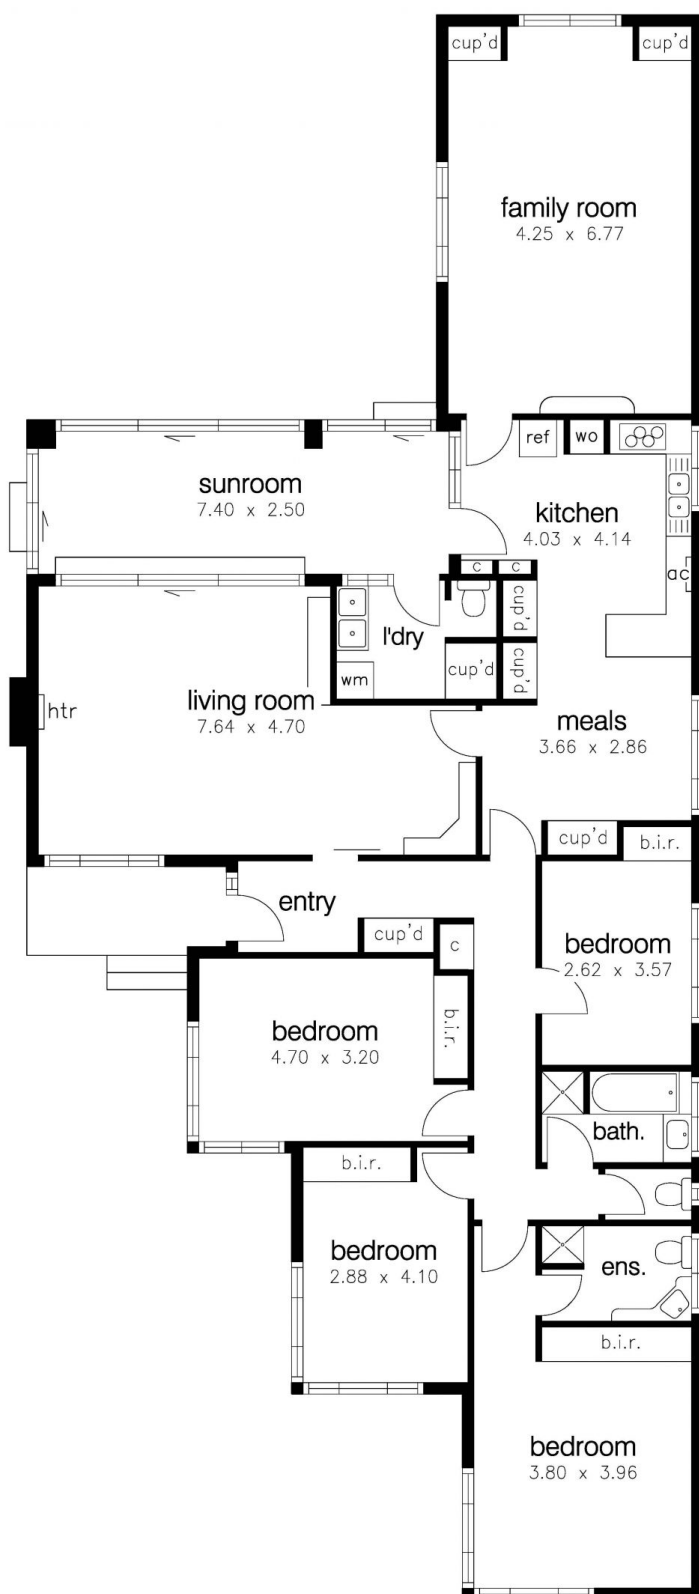 cup'd
cup'd
family room
4.25 x 6.77
ref
wo
sunroom
7.40 x 2.50
kitchen
4.03 x 4.14
c
c
ac
cup'd
l'dry
wm
cup'd
cup'd
htr
living room
7.64 x 4.70
meals
3.66 x 2.86
cup'd
b.i.r.
entry
cup'd
c
bedroom
2.62 x 3.57
bedroom
4.70 x 3.20
b.i.r.
bath.
b.i.r.
bedroom
2.88 x 4.10
ens.
b.i.r.
bedroom
3.80 x 3.96